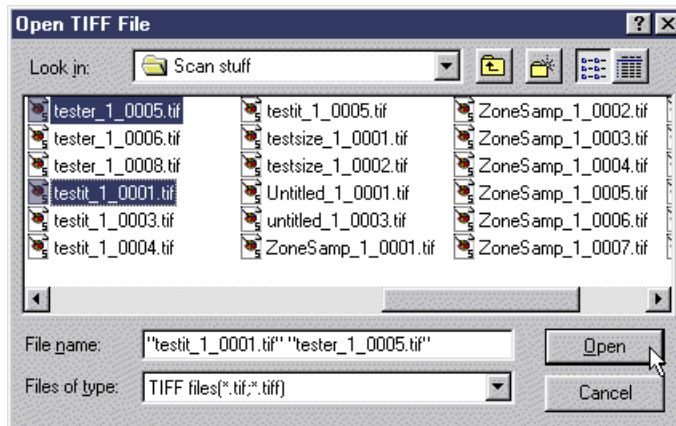 Open TIFF File
Look in: Scan stuff
tester_1_0005.tif testit_1_0005.tif ZoneSamp_1_0002.tif
tester_1_0006.tif testsize_1_0001.tif ZoneSamp_1_0003.tif
tester_1_0008.tif testsize_1_0002.tif ZoneSamp_1_0004.tif
testit_1_0001.tif Untitled_1_0001.tif ZoneSamp_1_0005.tif
testit_1_0003.tif untitled_1_0003.tif ZoneSamp_1_0006.tif
testit_1_0004.tif ZoneSamp_1_0001.tif ZoneSamp_1_0007.tif
File name: "testit_1_0001.tif" "tester_1_0005.tif" Open
Files of type: TIFF files(*.tif;*.tiff) Cancel